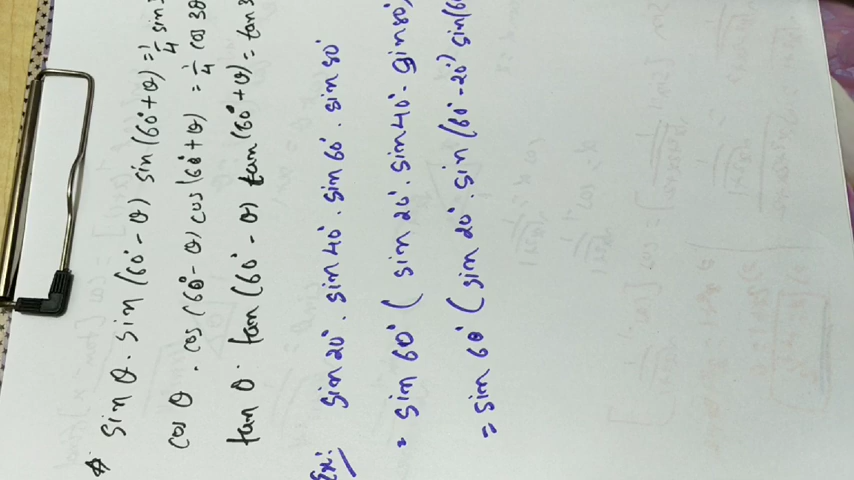 * sin θ · sin (60° - θ) sin (60° + θ) = 1/4 sin 3
cos θ · cos (60° - θ) cos (60° + θ) = 1/4 cos 3θ
tan θ · tan (60° - θ) tan (60° + θ) = tan 3
Ex: sin 20° · sin 40° · sin 60° · sin 80°
= sin 60° ( sin 20° · sin 40° · sin 80°)
= sin 60° ( sin 20° · sin (60° - 20°) sin (6